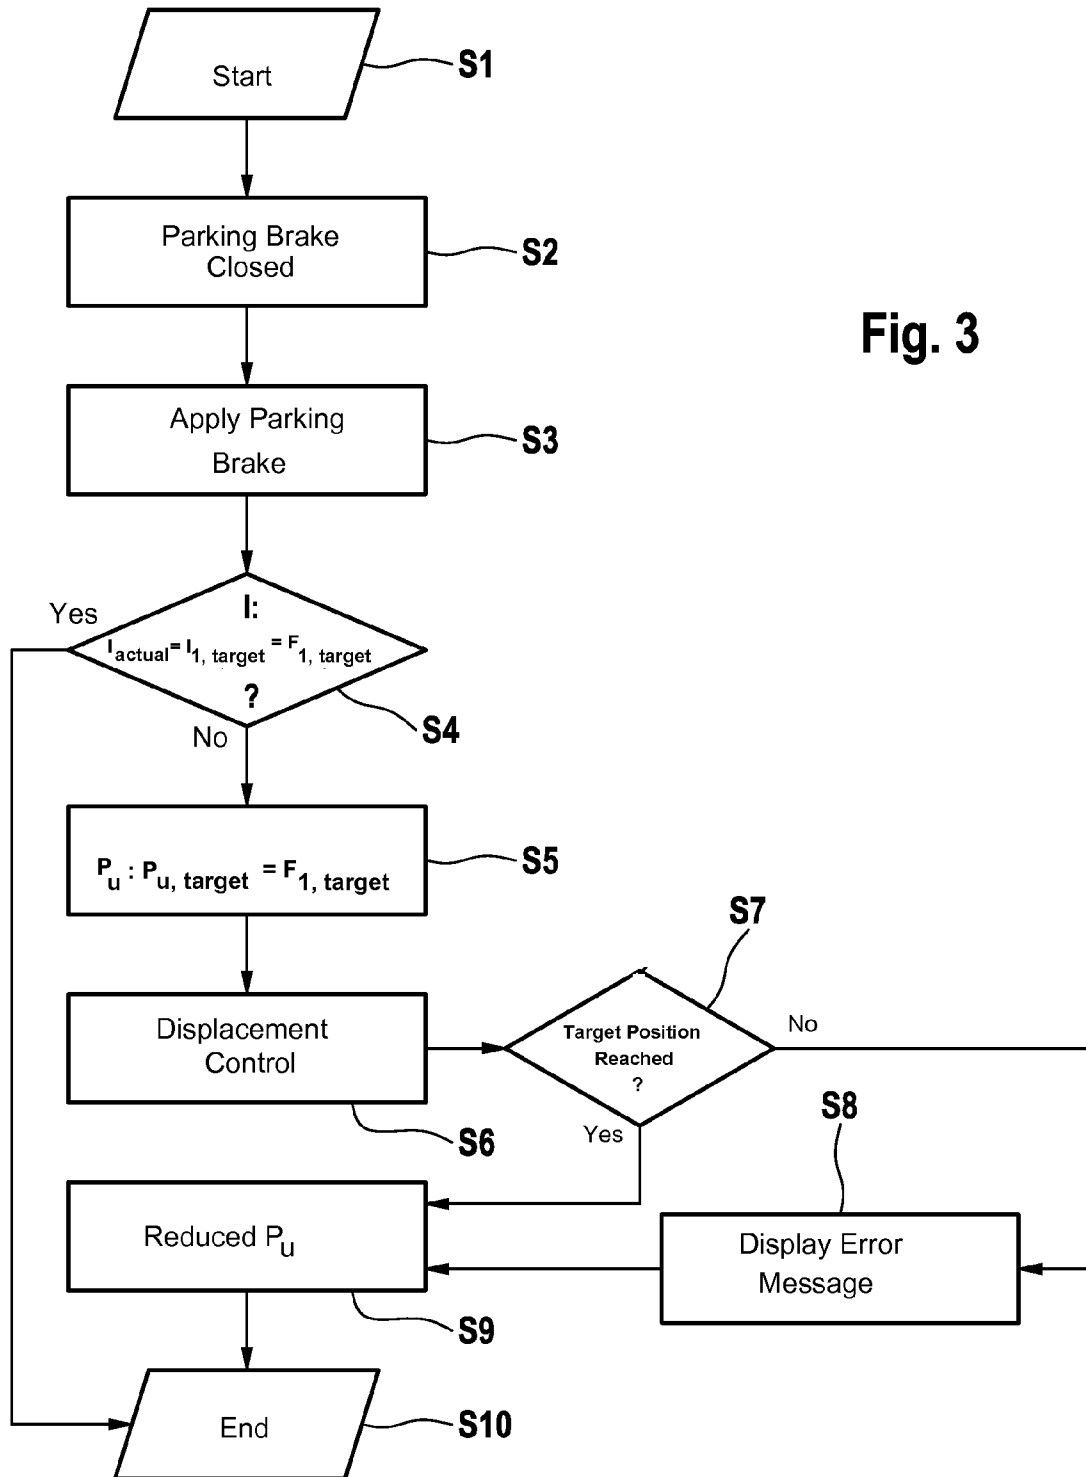 Start
S1
Parking Brake
Closed
S2
Fig. 3
Apply Parking
Brake
S3
Yes
I:
Iactual = I1, target = F1, target
?
S4
No
Pu : Pu, target = F1, target
S5
S7
Displacement
Control
S6
Target Position
Reached
?
No
Yes
S8
Reduced Pu
S9
Display Error
Message
End
S10